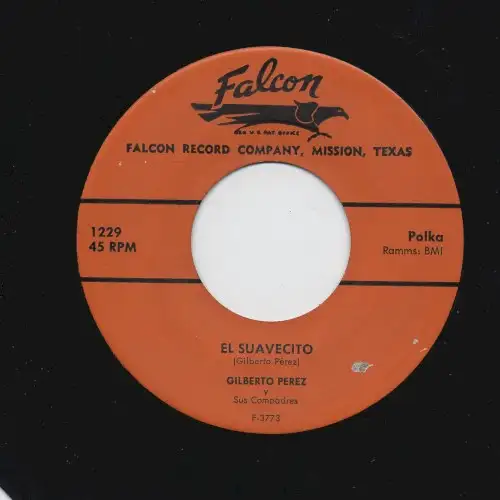 Falcon
REG U S PAT OFFICE
FALCON RECORD COMPANY, MISSION, TEXAS
1229
45 RPM
Polka
Ramms: BMI
EL SUAVECITO
(Gilberto Pérez)
GILBERTO PEREZ
y
Sus Compadres
F-3773